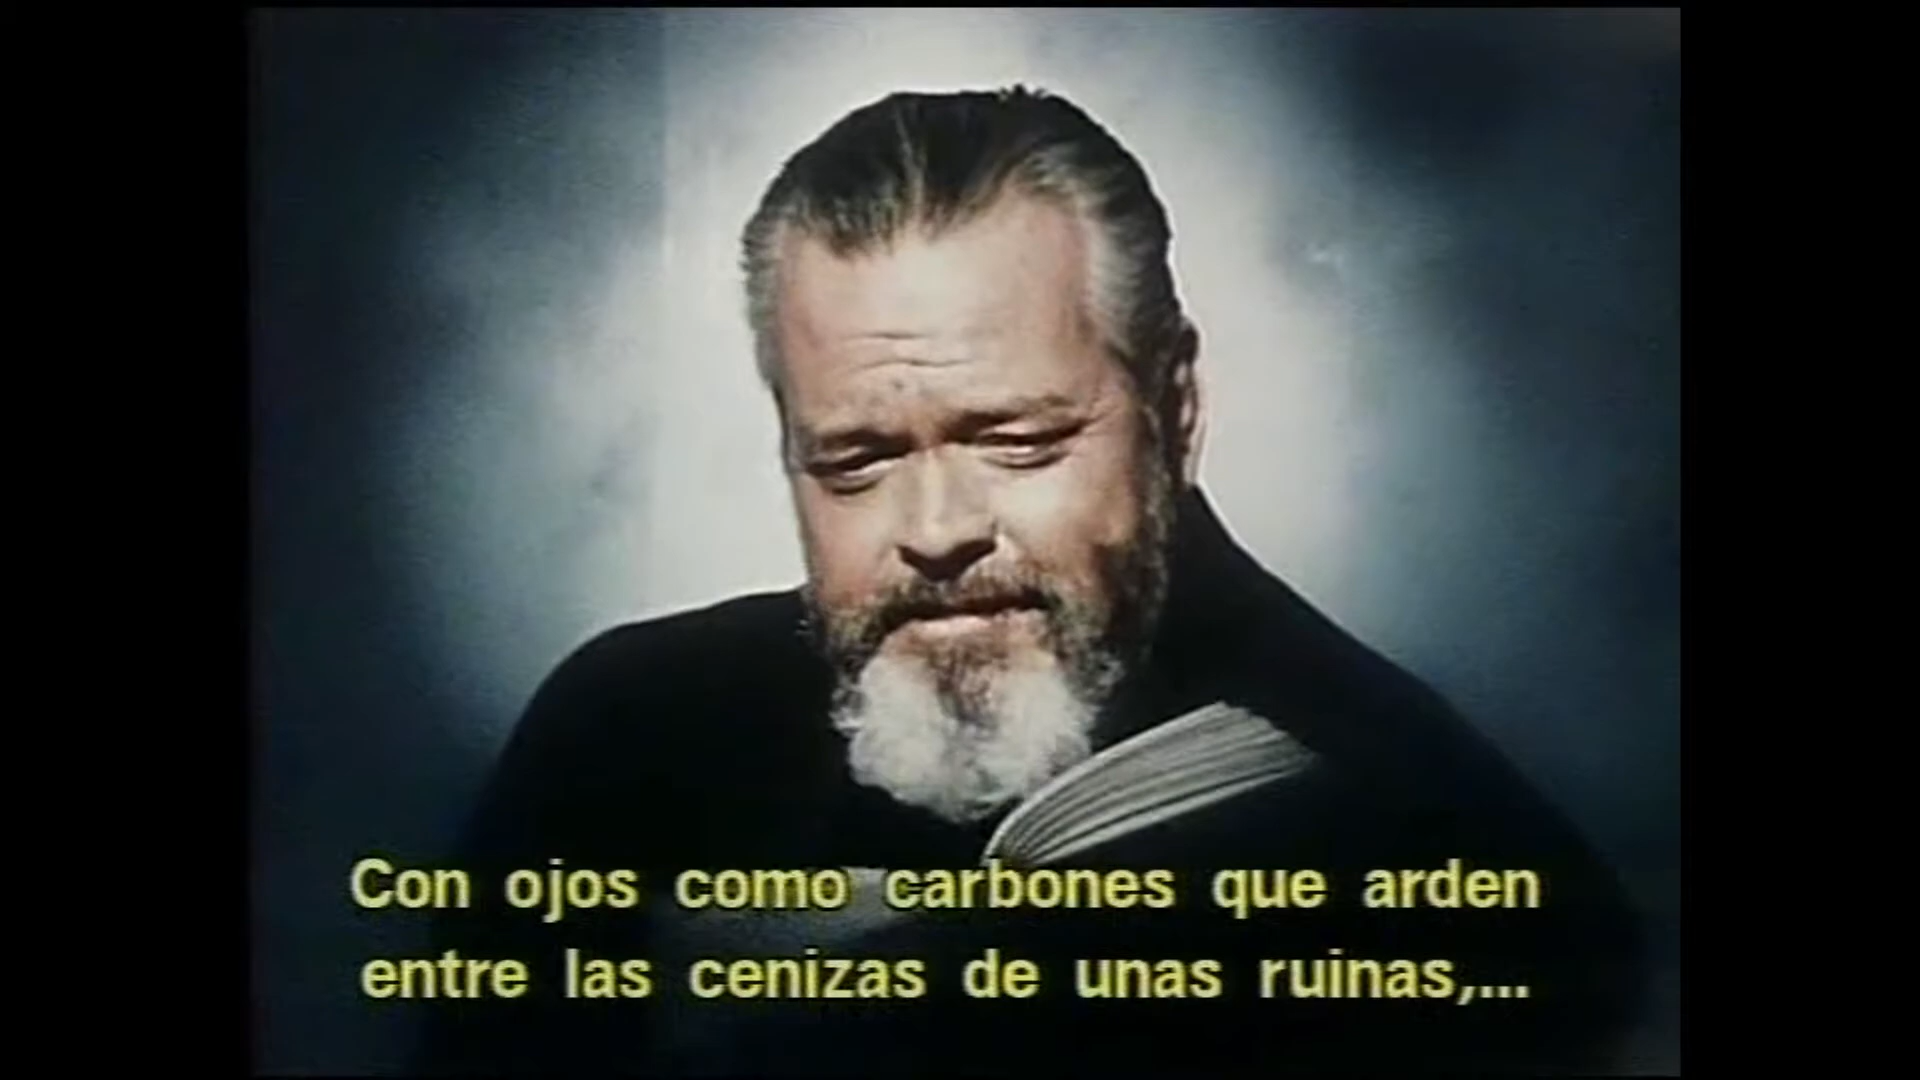 Con ojos como carbones que arden
entre las cenizas de unas ruinas,...